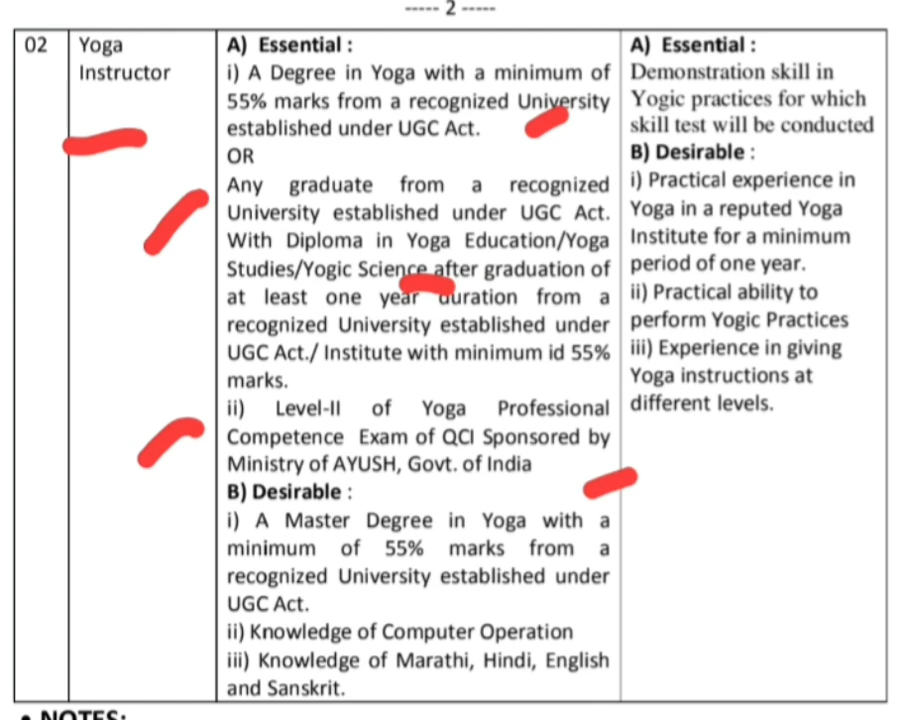 ----- 2 -----
02
Yoga
Instructor
A) Essential :
i) A Degree in Yoga with a minimum of
55% marks from a recognized University
established under UGC Act.
OR
Any graduate from a recognized
University established under UGC Act.
With Diploma in Yoga Education/Yoga
Studies/Yogic Science after graduation of
at least one year duration from a
recognized University established under
UGC Act./ Institute with minimum id 55%
marks.
ii) Level-II of Yoga Professional
Competence Exam of QCI Sponsored by
Ministry of AYUSH, Govt. of India
B) Desirable :
i) A Master Degree in Yoga with a
minimum of 55% marks from a
recognized University established under
UGC Act.
ii) Knowledge of Computer Operation
iii) Knowledge of Marathi, Hindi, English
and Sanskrit.
A) Essential :
Demonstration skill in
Yogic practices for which
skill test will be conducted
B) Desirable :
i) Practical experience in
Yoga in a reputed Yoga
Institute for a minimum
period of one year.
ii) Practical ability to
perform Yogic Practices
iii) Experience in giving
Yoga instructions at
different levels.
• NOTES: